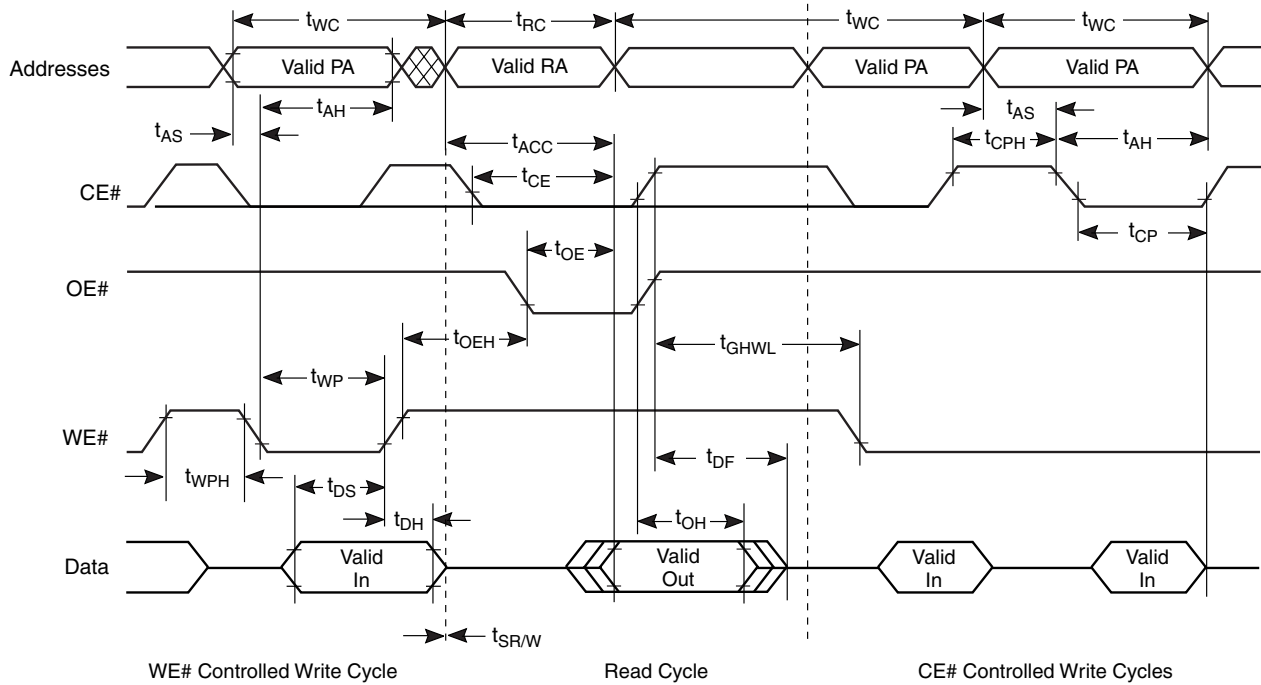 tWC tRC tWC tWC
Addresses Valid PA Valid RA Valid PA Valid PA
tAH tAS
tAS tACC tCPH tAH
tCE
CE#
tOE tCP
OE#
tOEH tGHWL
tWP
WE#
tWPH tDS tDF
tDH tOH
Data Valid In Valid Out Valid In Valid In
tSR/W
WE# Controlled Write Cycle Read Cycle CE# Controlled Write Cycles